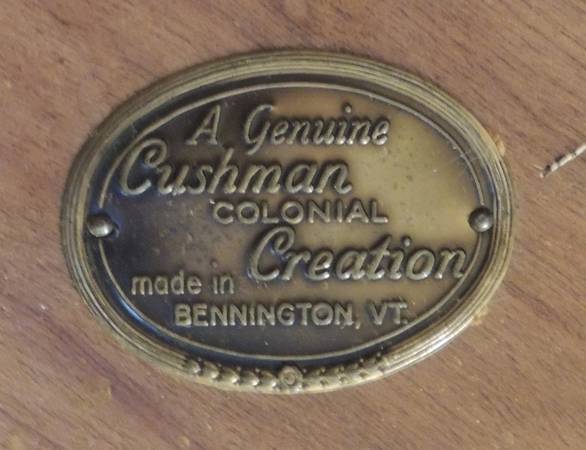 A Genuine
Cushman
COLONIAL
Creation
made in
BENNINGTON, VT.